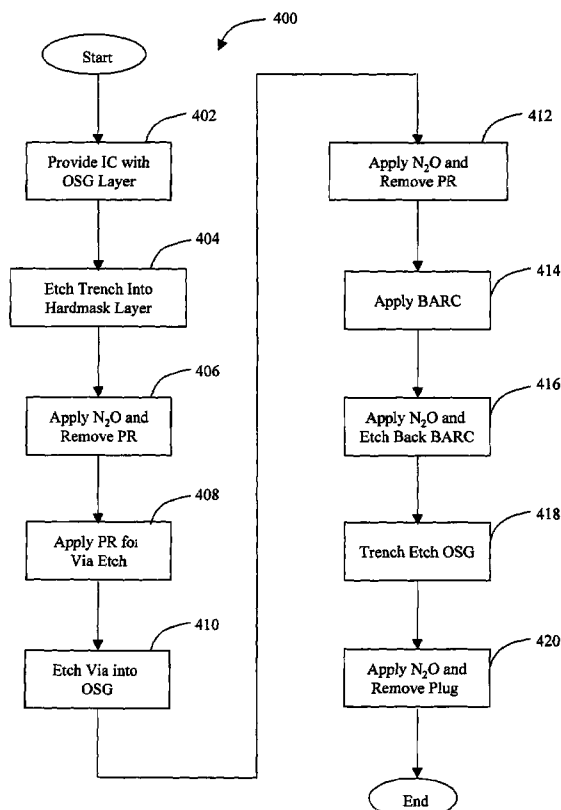 400
Start
402
Provide IC with
OSG Layer
404
Etch Trench Into
Hardmask Layer
406
Apply N₂O and
Remove PR
408
Apply PR for
Via Etch
410
Etch Via into
OSG
412
Apply N₂O and
Remove PR
414
Apply BARC
416
Apply N₂O and
Etch Back BARC
418
Trench Etch OSG
420
Apply N₂O and
Remove Plug
End